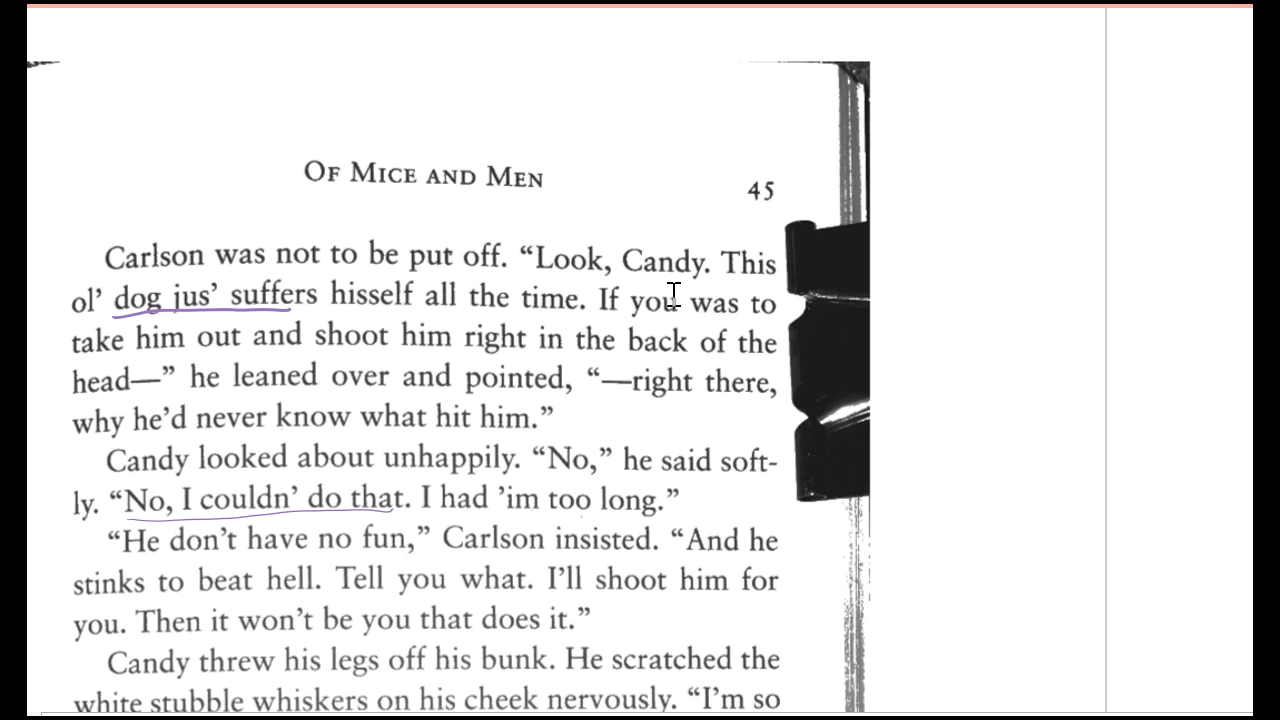 OF MICE AND MEN
45
Carlson was not to be put off. “Look, Candy. This
ol’ dog jus’ suffers hisself all the time. If you was to
take him out and shoot him right in the back of the
head—” he leaned over and pointed, “—right there,
why he’d never know what hit him.”
Candy looked about unhappily. “No,” he said soft-
ly. “No, I couldn’ do that. I had ’im too long.”
“He don’t have no fun,” Carlson insisted. “And he
stinks to beat hell. Tell you what. I’ll shoot him for
you. Then it won’t be you that does it.”
Candy threw his legs off his bunk. He scratched the
white stubble whiskers on his cheek nervously. “I’m so